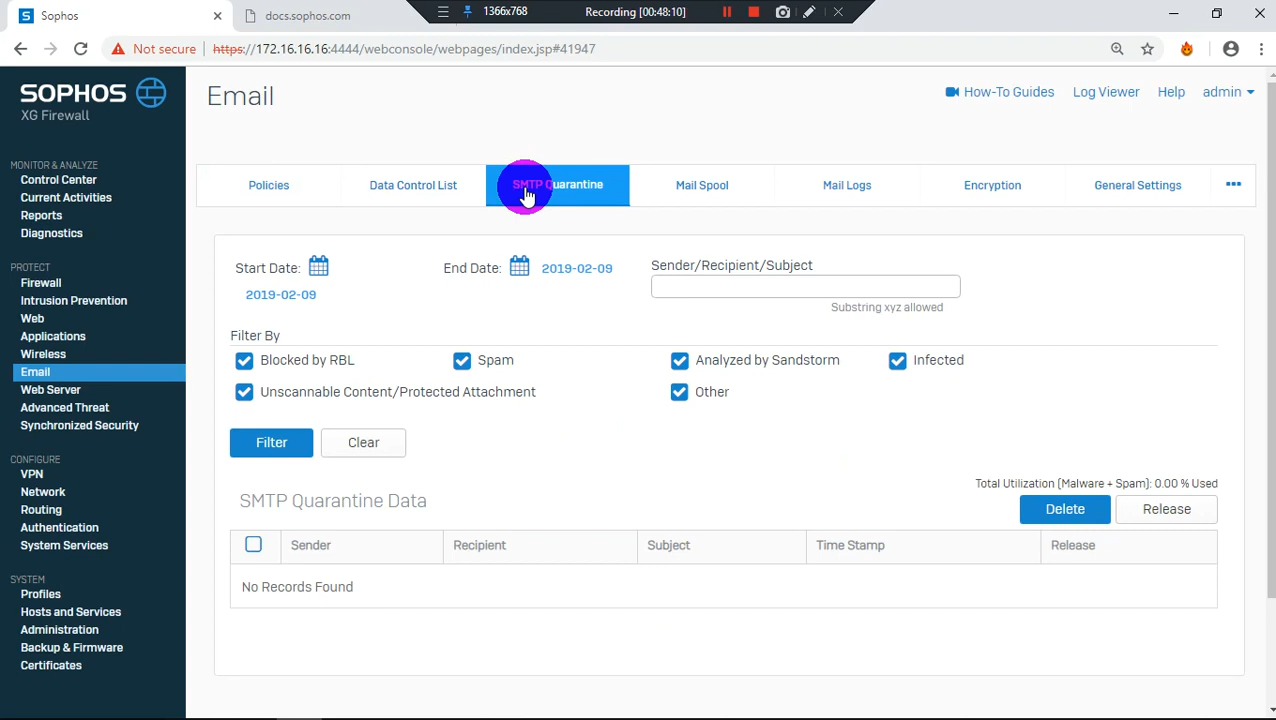 Sophos
docs.sophos.com
1366x768
Recording [00:48:10]
Not secure
https://172.16.16.16:4444/webconsole/webpages/index.jsp#41947
SOPHOS
XG Firewall
Email
How-To Guides
Log Viewer
Help
admin
MONITOR & ANALYZE
Control Center
Current Activities
Reports
Diagnostics
PROTECT
Firewall
Intrusion Prevention
Web
Applications
Wireless
Email
Web Server
Advanced Threat
Synchronized Security
CONFIGURE
VPN
Network
Routing
Authentication
System Services
SYSTEM
Profiles
Hosts and Services
Administration
Backup & Firmware
Certificates
Policies
Data Control List
SMTP Quarantine
Mail Spool
Mail Logs
Encryption
General Settings
Start Date:
2019-02-09
End Date:
2019-02-09
Sender/Recipient/Subject
Substring xyz allowed
Filter By
Blocked by RBL
Spam
Analyzed by Sandstorm
Infected
Unscannable Content/Protected Attachment
Other
Filter
Clear
Total Utilization (Malware + Spam): 0.00 % Used
SMTP Quarantine Data
Delete
Release
Sender
Recipient
Subject
Time Stamp
Release
No Records Found